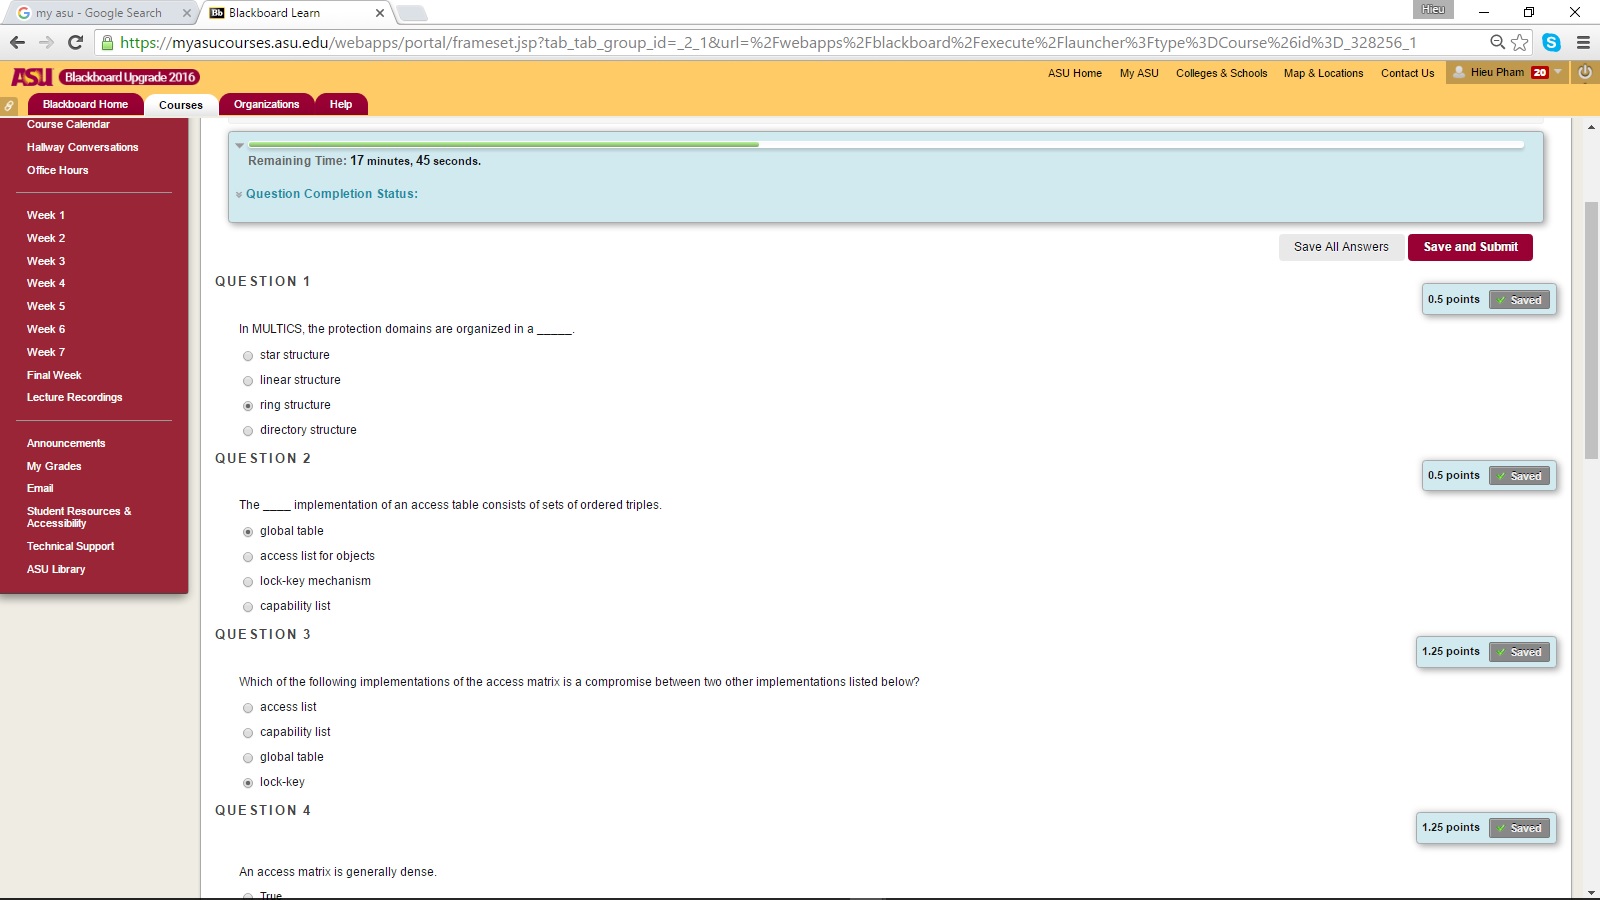 my asu - Google Search
Blackboard Learn
Hieu
https://myasucourses.asu.edu/webapps/portal/frameset.jsp?tab_tab_group_id=_2_1&url=%2Fwebapps%2Fblackboard%2Fexecute%2Flauncher%3Ftype%3DCourse%26id%3D_328256_1
ASU Blackboard Upgrade 2016
ASU Home My ASU Colleges & Schools Map & Locations Contact Us Hieu Pham 20
Blackboard Home Courses Organizations Help
Course Calendar
Hallway Conversations
Office Hours
Week 1
Week 2
Week 3
Week 4
Week 5
Week 6
Week 7
Final Week
Lecture Recordings
Announcements
My Grades
Email
Student Resources &
Accessibility
Technical Support
ASU Library
Remaining Time: 17 minutes, 45 seconds.
Question Completion Status:
Save All Answers Save and Submit
QUESTION 1
0.5 points Saved
In MULTICS, the protection domains are organized in a _____.
star structure
linear structure
ring structure
directory structure
QUESTION 2
0.5 points Saved
The ____ implementation of an access table consists of sets of ordered triples.
global table
access list for objects
lock-key mechanism
capability list
QUESTION 3
1.25 points Saved
Which of the following implementations of the access matrix is a compromise between two other implementations listed below?
access list
capability list
global table
lock-key
QUESTION 4
1.25 points Saved
An access matrix is generally dense.
True